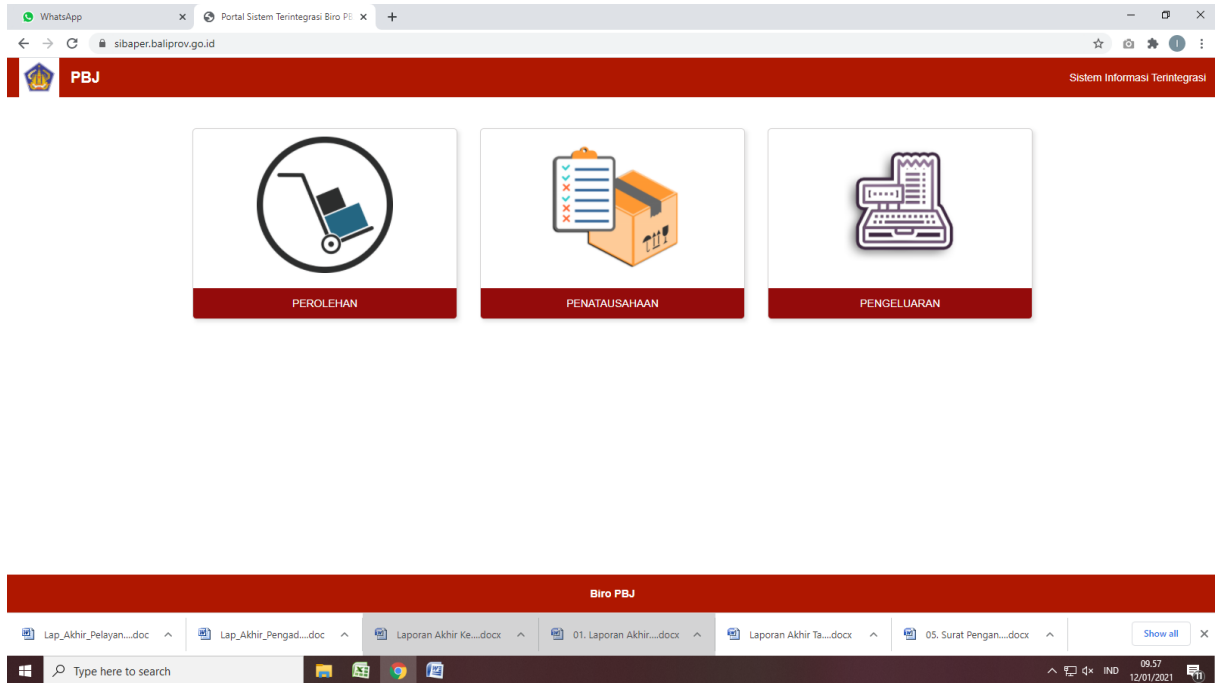 WhatsApp
Portal Sistem Terintegrasi Biro PB
sibaper.baliprov.go.id
PBJ
Sistem Informasi Terintegrasi
PEROLEHAN
PENATAUSAHAAN
PENGELUARAN
Biro PBJ
Lap_Akhir_Pelayan....doc
Lap_Akhir_Pengad....doc
Laporan Akhir Ke....docx
01. Laporan Akhir....docx
Laporan Akhir Ta....docx
05. Surat Pengan....docx
Show all
Type here to search
IND
09.57
12/01/2021
11